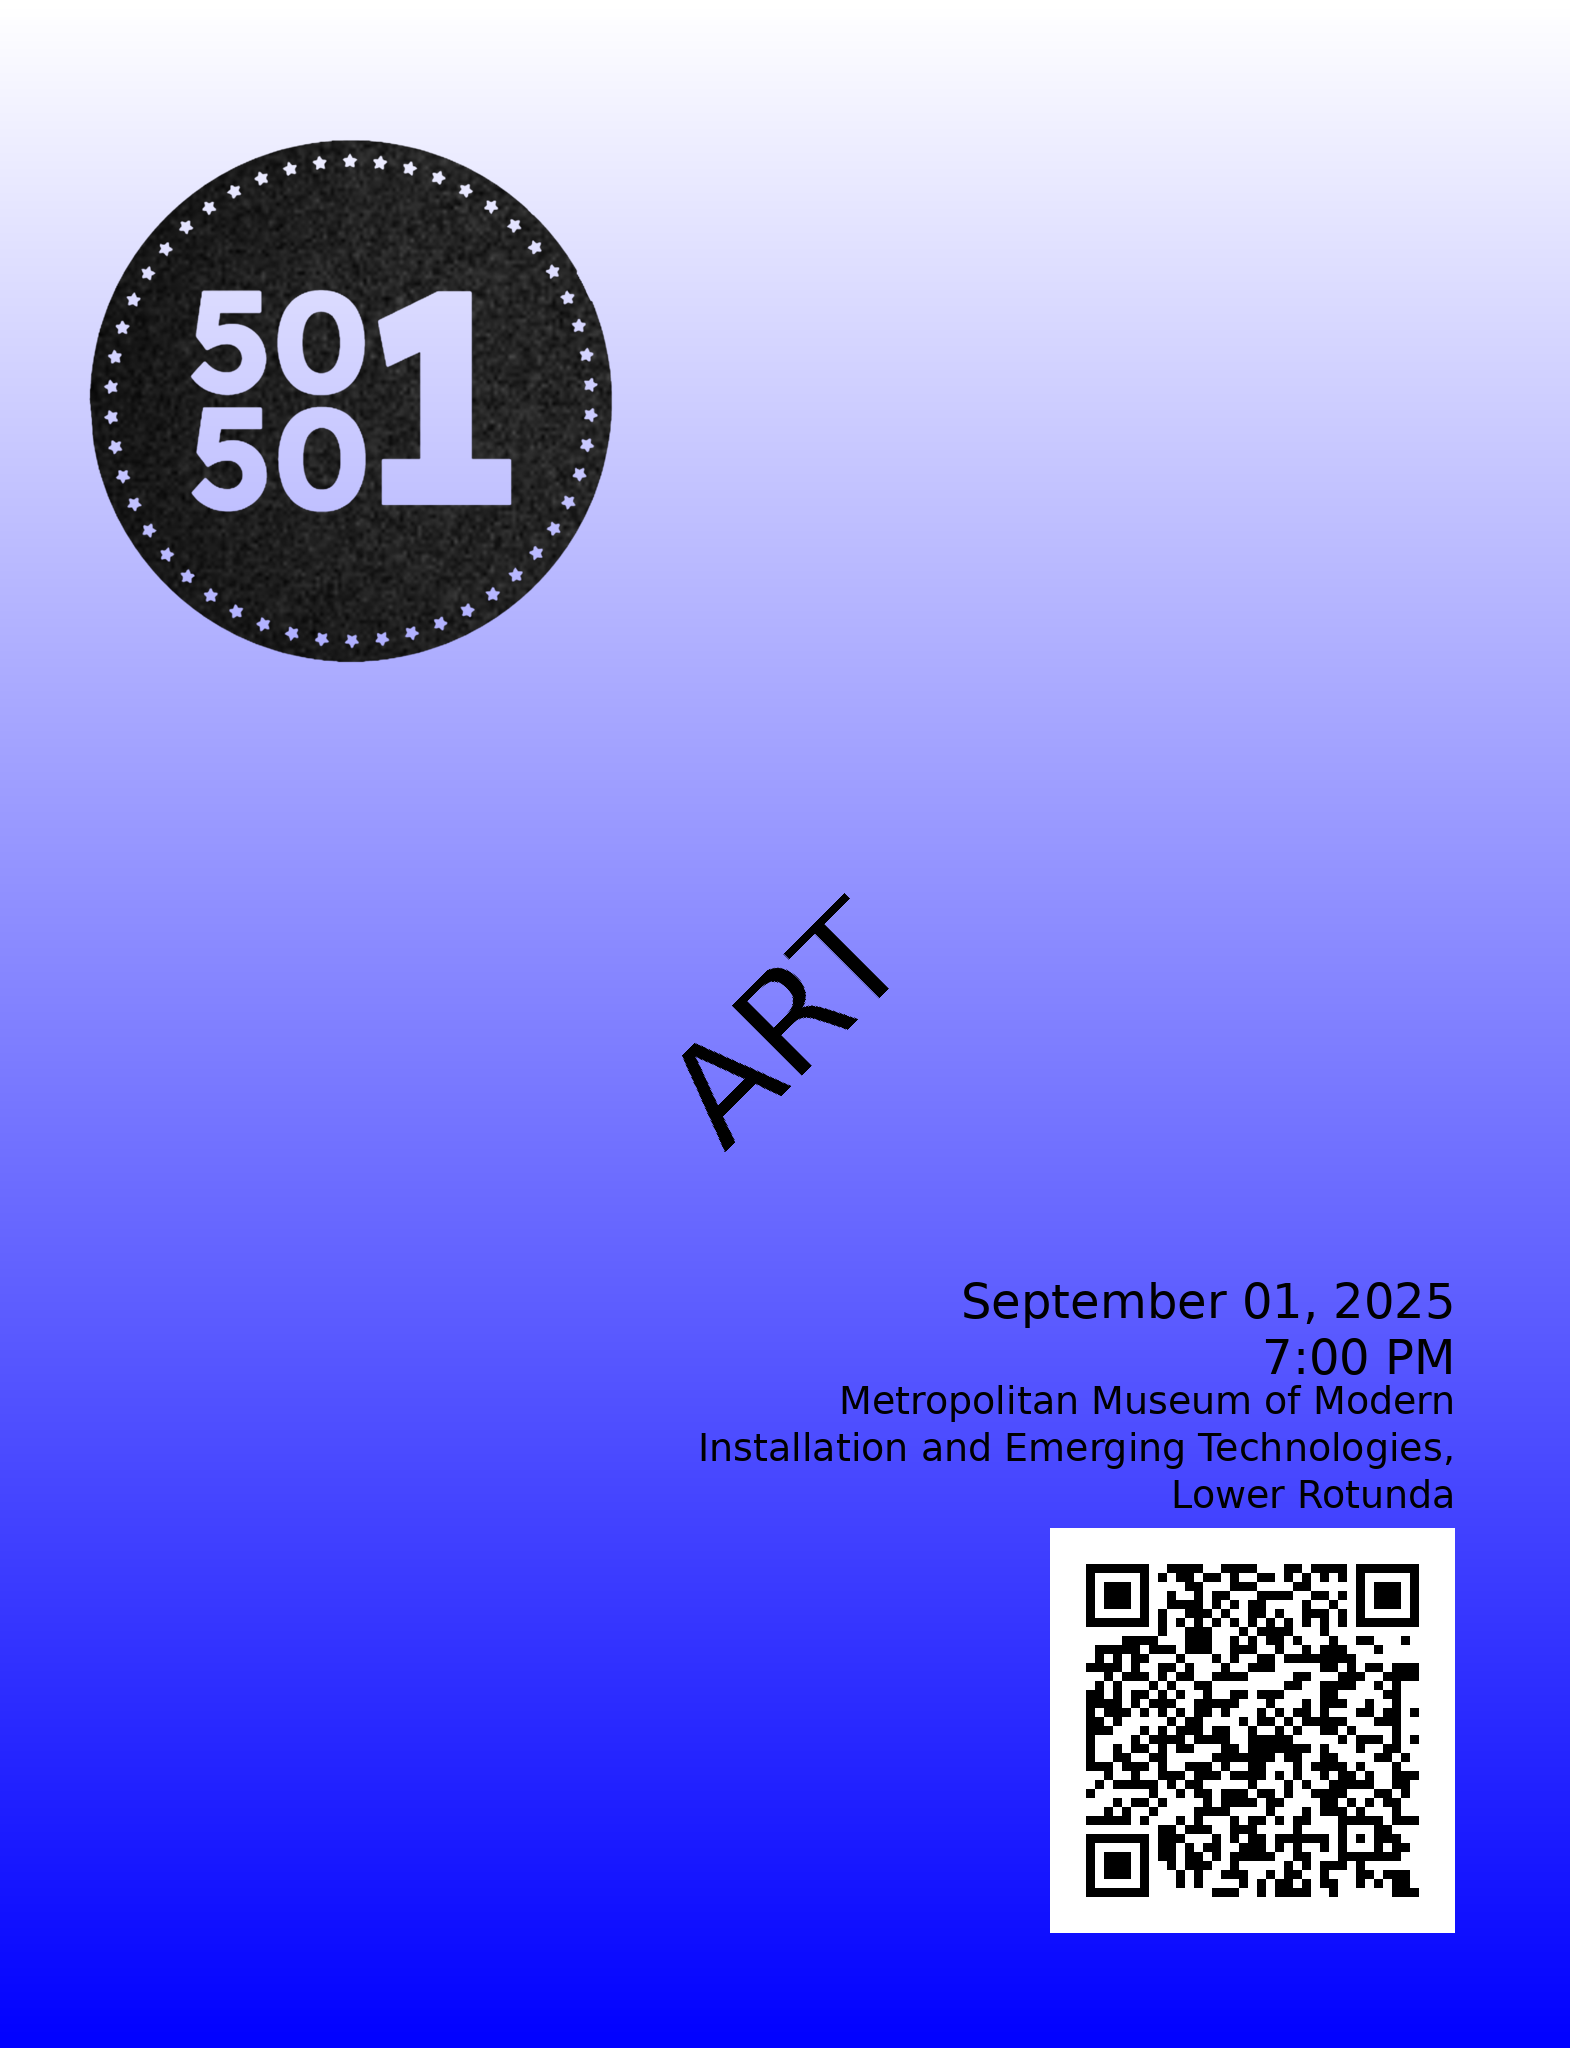 50
50
1
ART
September 01, 2025
7:00 PM
Metropolitan Museum of Modern
Installation and Emerging Technologies,
Lower Rotunda